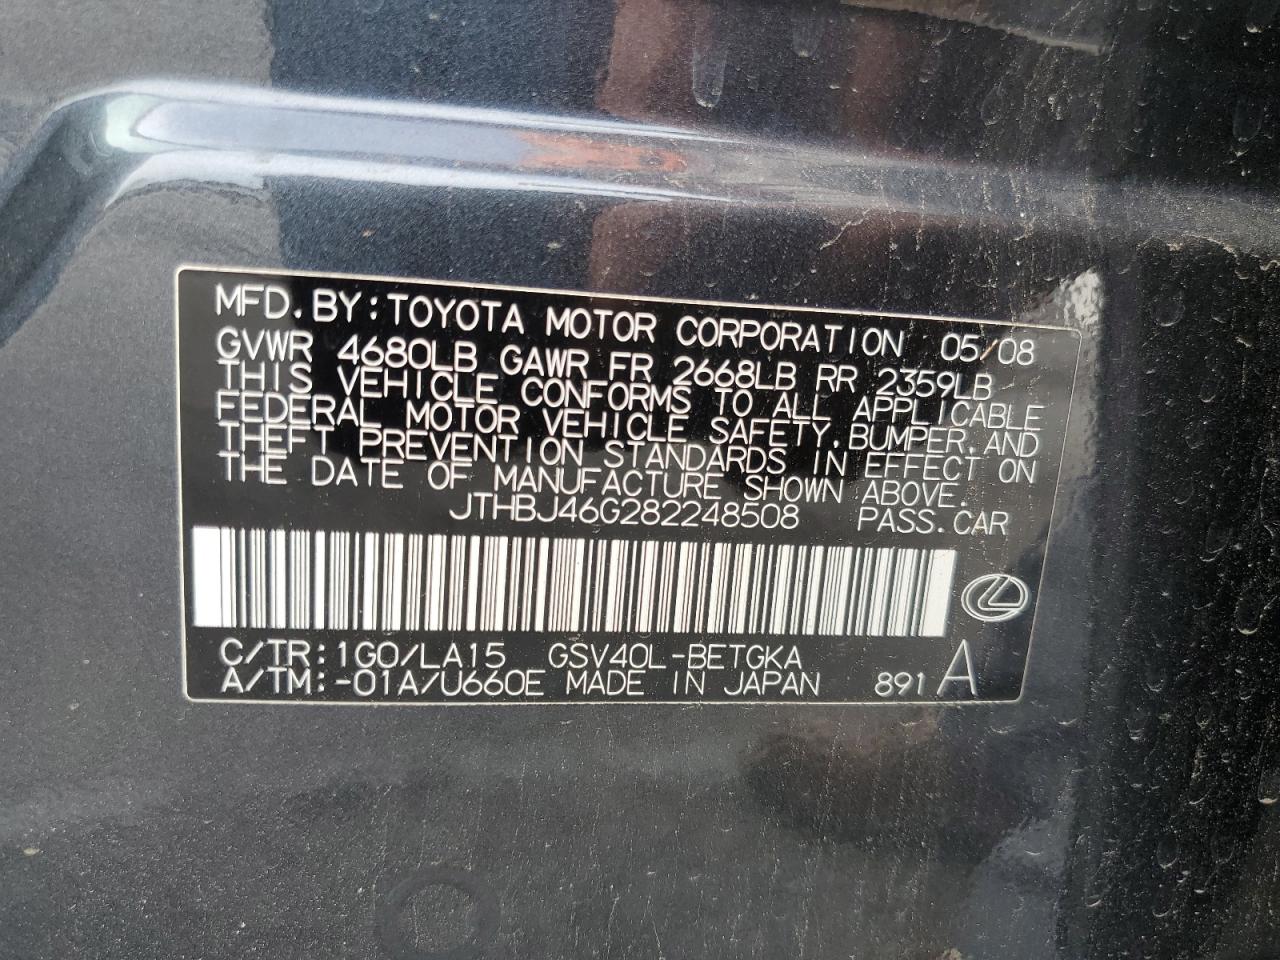 MFD. BY: TOYOTA MOTOR CORPORATION 05/08
GVWR 4680LB GAWR FR 2668LB RR 2359LB
THIS VEHICLE CONFORMS TO ALL APPLICABLE
FEDERAL MOTOR VEHICLE SAFETY, BUMPER, AND
THEFT PREVENTION STANDARDS IN EFFECT ON
THE DATE OF MANUFACTURE SHOWN ABOVE.
JTHBJ46G282248508 PASS. CAR
C/TR: 1G0/LA15 GSV40L-BETGKA
A/TM: -01A/U660E MADE IN JAPAN 891 A